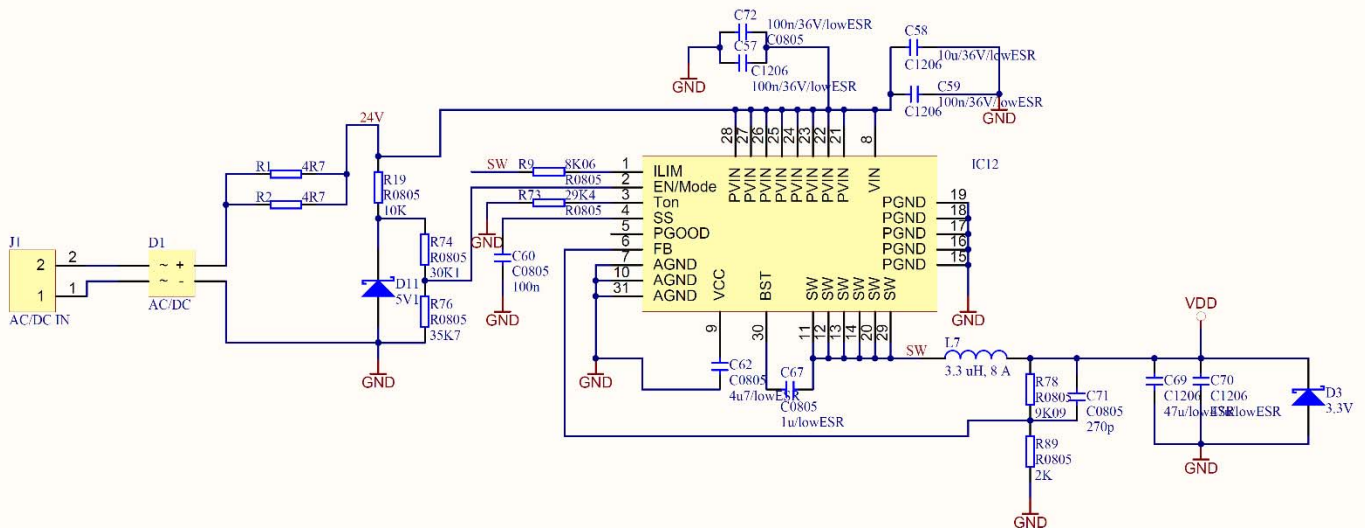 C72
100n/36V/lowESR
C0805
C57
C1206
100n/36V/lowESR
GND
C58
10u/36V/lowESR
C1206
C59
100n/36V/lowESR
C1206
GND
24V
R1
4R7
R2
4R7
R19
R0805
10K
SW
R9
8K06
R0805
R73
29K4
R0805
GND
R74
R0805
30K1
D11
5V1
R76
R0805
35K7
GND
C60
C0805
100n
GND
J1
2
1
2
1
AC/DC IN
D1
~ +
~ -
AC/DC
IC12
28
27
26
25
24
23
22
21
8
PVIN
PVIN
PVIN
PVIN
PVIN
PVIN
PVIN
PVIN
VIN
1 ILIM
2 EN/Mode
3 Ton
4 SS
5 PGOOD
6 FB
7 AGND
10 AGND
31 AGND
PGND 19
PGND 18
PGND 17
PGND 16
PGND 15
GND
VCC
BST
SW
SW
SW
SW
SW
SW
9
30
11
12
13
14
20
29
GND
C62
C0805
4u7/lowESR
C67
C0805
1u/lowESR
SW
L7
3.3 uH, 8 A
R78
R0805
9K09
C71
C0805
270p
R89
R0805
2K
GND
VDD
C69
C1206
47u/lowESR
C70
C1206
GND
D3
3,3V